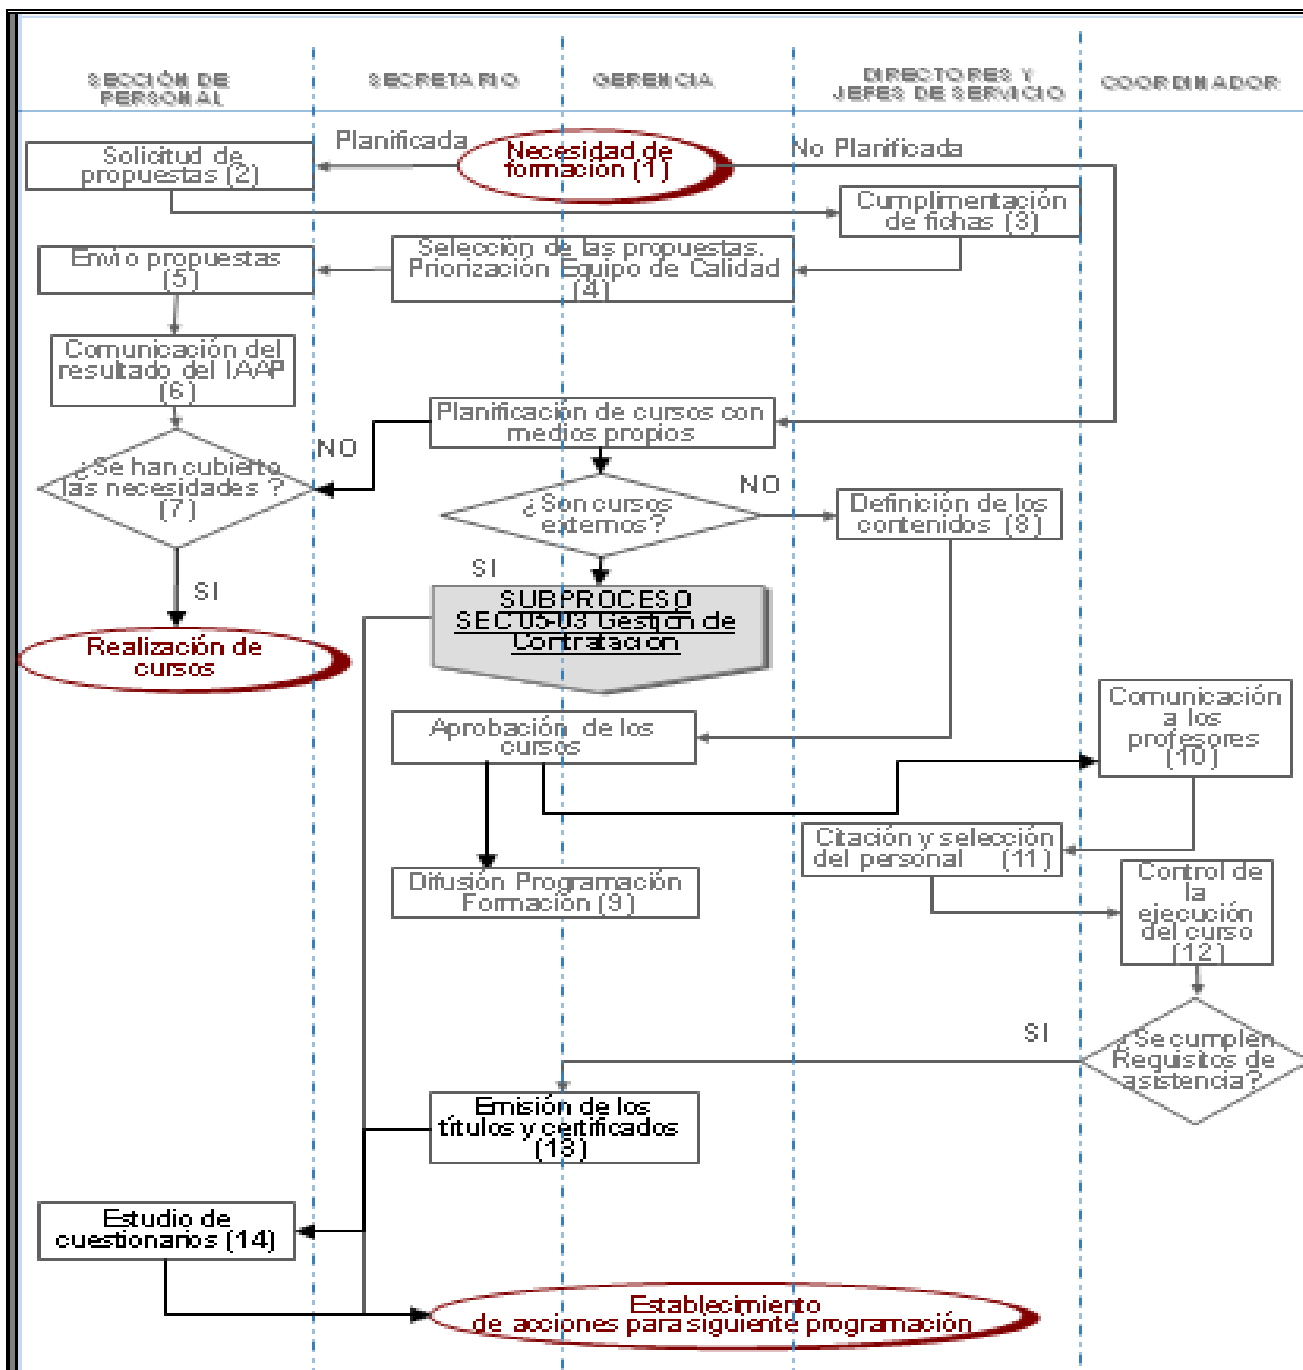 SECCIÓN DE
PERSONAL
SECRETARIO
GERENCIA
DIRECTORES Y
JEFES DE SERVICIO
COORDINADOR
Planificada
Necesidad de
formación (1)
No Planificada
Solicitud de
propuestas (2)
Cumplimentación
de fichas (3)
Envio propuestas
(5)
Selección de las propuestas.
Priorización Equipo de Calidad
(4)
Comunicación del
resultado del IAAP
(6)
Planificación de cursos con
medios propios
NO
¿Se han cubierto
las necesidades ?
(7)
¿Son cursos
externos?
NO
Definición de los
contenidos (8)
SI
SI
SUBPROCESO
SEC 05-03 Gestión de
Contratación
Realización de
cursos
Aprobación de los
cursos
Comunicación
a los
profesores
(10)
Citación y selección
del personal (11)
Difusión Programación
Formación (9)
Control de
la
ejecución
del curso
(12)
SI
¿Se cumplen
Requisitos de
asistencia?
Emisión de los
títulos y certificados
(13)
Estudio de
cuestionarios (14)
Establecimiento
de acciones para siguiente programación